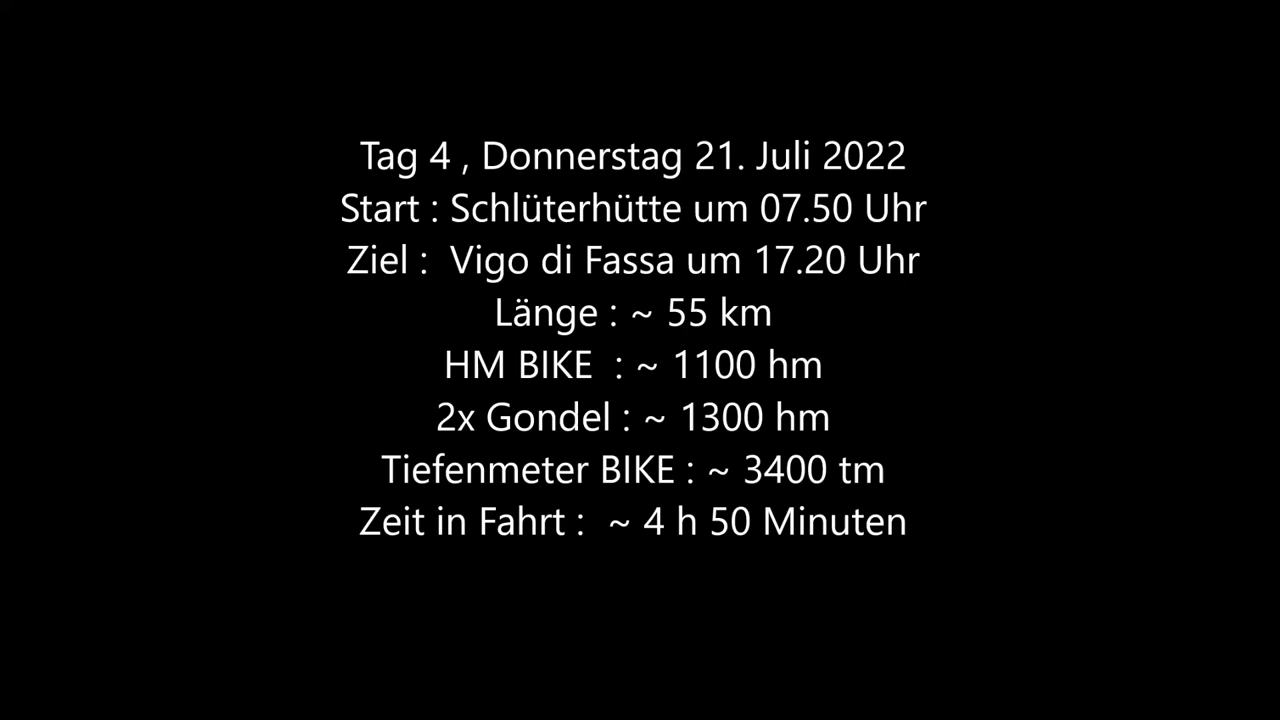 Tag 4 , Donnerstag 21. Juli 2022
Start : Schlüterhütte um 07.50 Uhr
Ziel :  Vigo di Fassa um 17.20 Uhr
Länge : ~ 55 km
HM BIKE  : ~ 1100 hm
2x Gondel : ~ 1300 hm
Tiefenmeter BIKE : ~ 3400 tm
Zeit in Fahrt :  ~ 4 h 50 Minuten